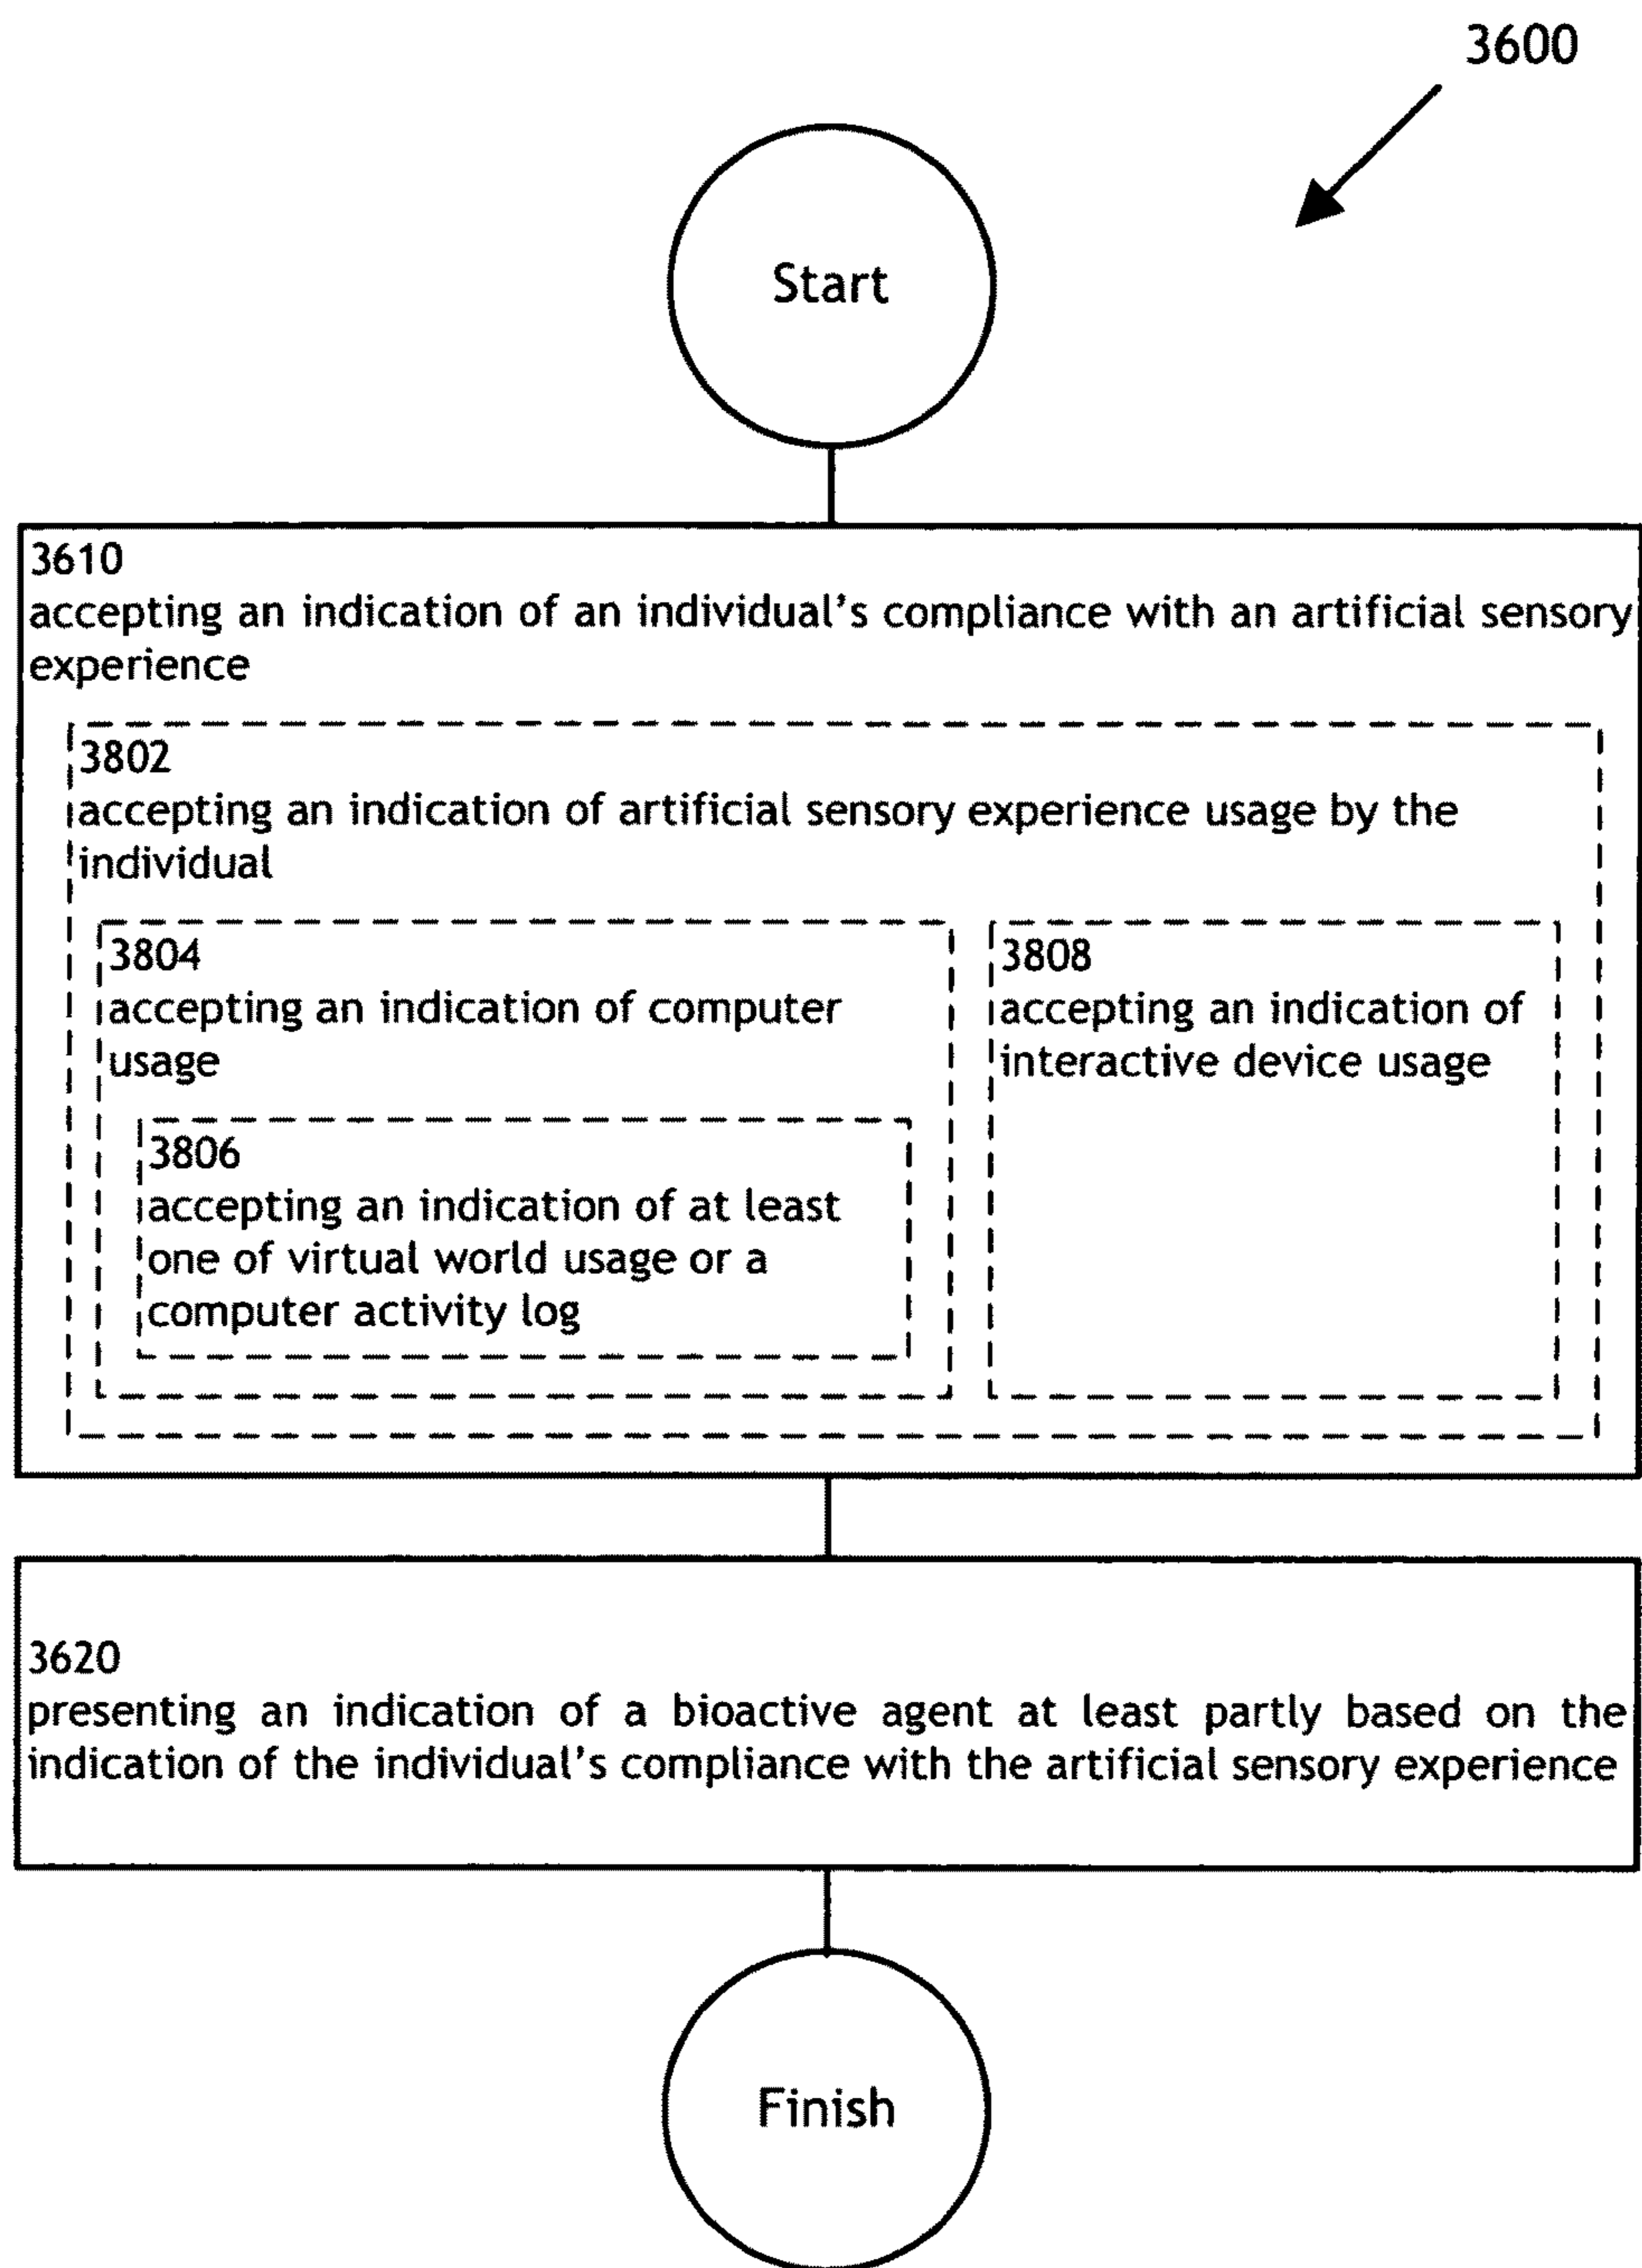 3600
Start
3610
accepting an indication of an individual's compliance with an artificial sensory
experience
3802
accepting an indication of artificial sensory experience usage by the
individual
3804
accepting an indication of computer
usage
3806
accepting an indication of at least
one of virtual world usage or a
computer activity log
3808
accepting an indication of
interactive device usage
3620
presenting an indication of a bioactive agent at least partly based on the
indication of the individual's compliance with the artificial sensory experience
Finish